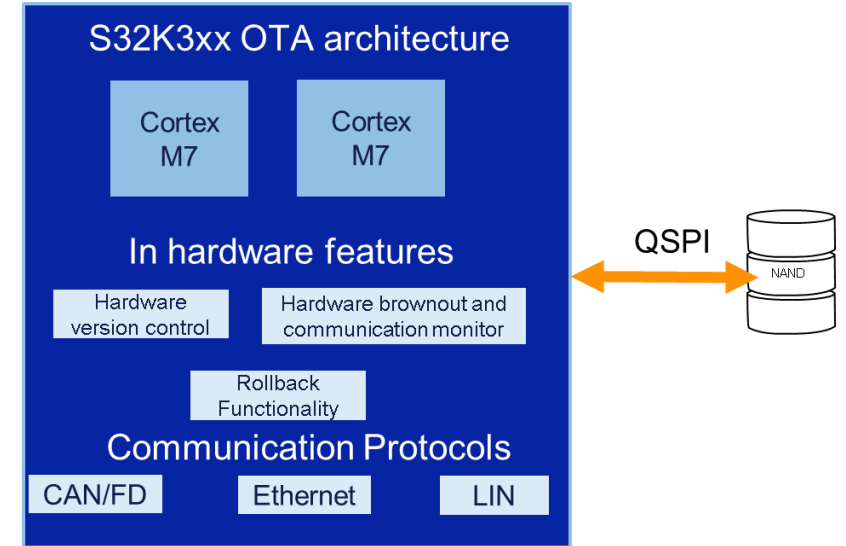 S32K3xx OTA architecture
Cortex
M7
Cortex
M7
In hardware features
QSPI
NAND
Hardware
version control
Hardware brownout and
communication monitor
Rollback
Functionality
Communication Protocols
CAN/FD
Ethernet
LIN